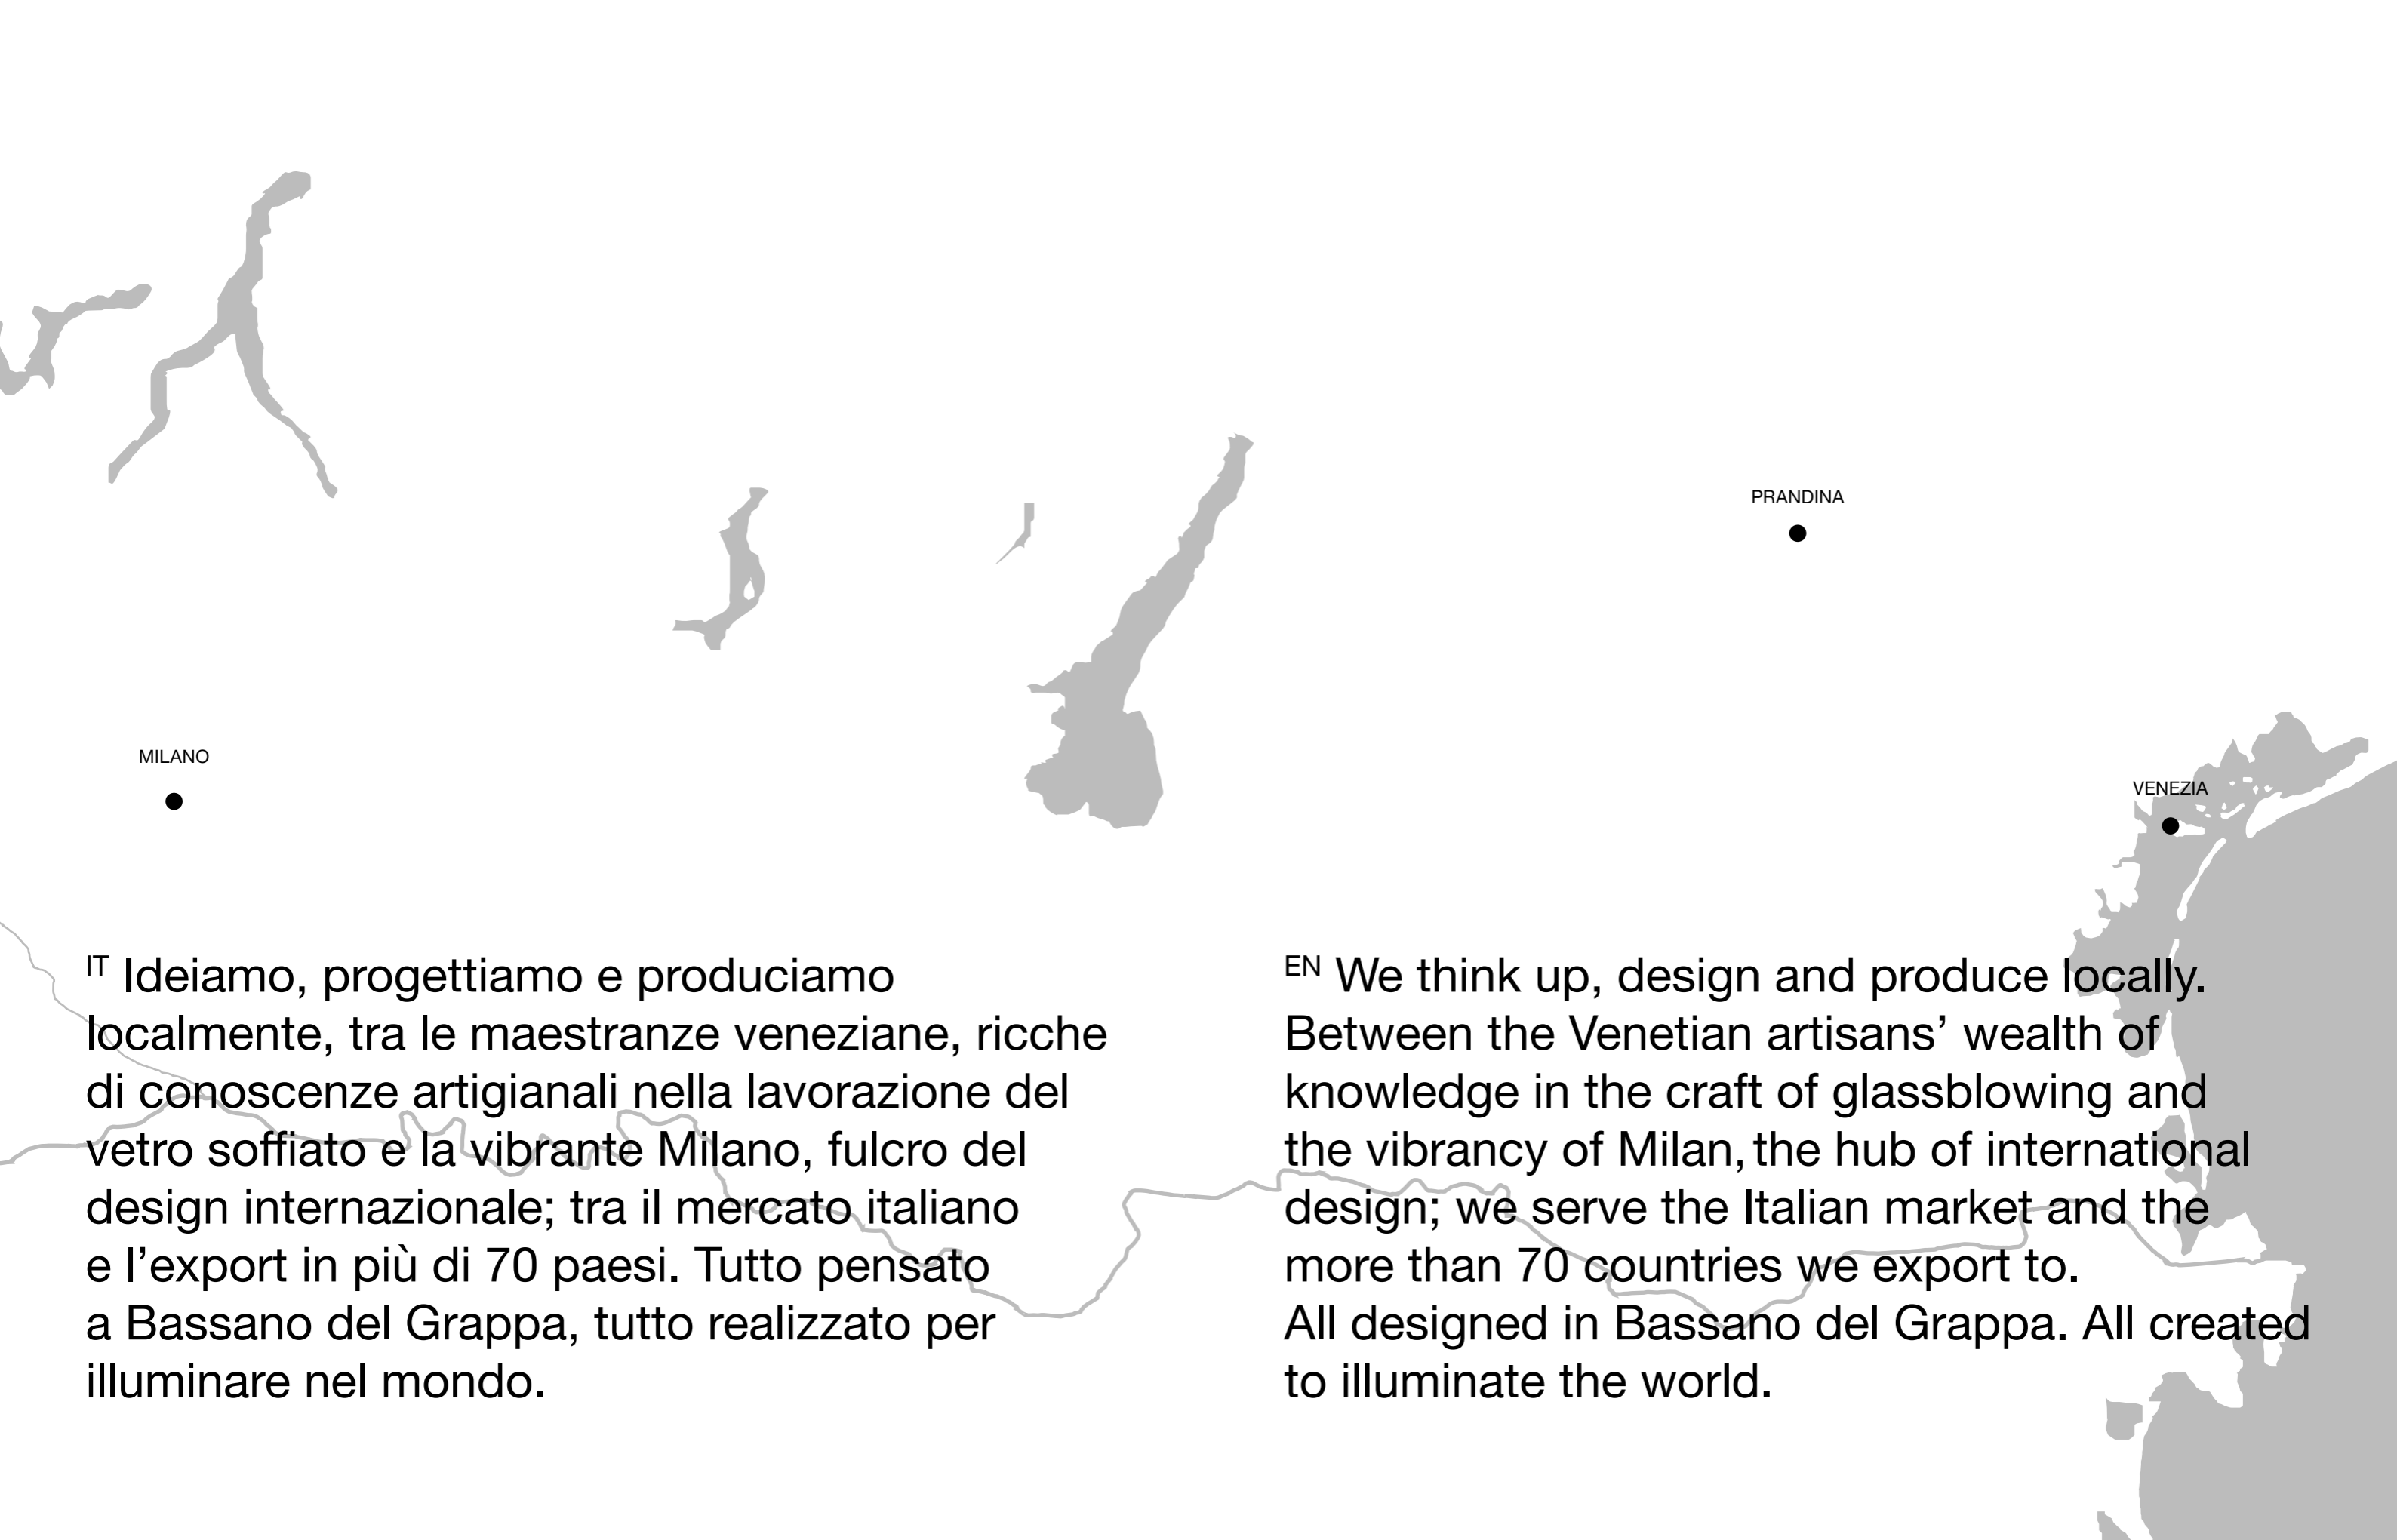 PRANDINA
MILANO
VENEZIA
IT Ideiamo, progettiamo e produciamo
localmente, tra le maestranze veneziane, ricche
di conoscenze artigianali nella lavorazione del
vetro soffiato e la vibrante Milano, fulcro del
design internazionale; tra il mercato italiano
e l’export in più di 70 paesi. Tutto pensato
a Bassano del Grappa, tutto realizzato per
illuminare nel mondo.
EN We think up, design and produce locally.
Between the Venetian artisans’ wealth of
knowledge in the craft of glassblowing and
the vibrancy of Milan, the hub of international
design; we serve the Italian market and the
more than 70 countries we export to.
All designed in Bassano del Grappa. All created
to illuminate the world.